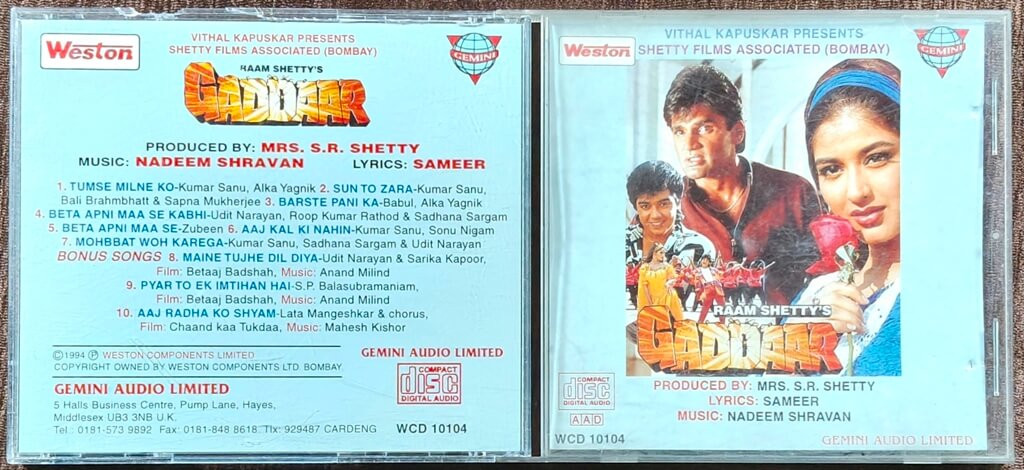 Weston
VITHAL KAPUSKAR PRESENTS
SHETTY FILMS ASSOCIATED (BOMBAY)
GEMINI
RAAM SHETTY'S
GADDAAR
PRODUCED BY: MRS. S.R. SHETTY
MUSIC: NADEEM SHRAVAN LYRICS: SAMEER
1. TUMSE MILNE KO-Kumar Sanu, Alka Yagnik 2. SUN TO ZARA-Kumar Sanu,
Bali Brahmbhatt & Sapna Mukherjee 3. BARSTE PANI KA-Babul, Alka Yagnik
4. BETA APNI MAA SE KABHI-Udit Narayan, Roop Kumar Rathod & Sadhana Sargam
5. BETA APNI MAA SE-Zubeen 6. AAJ KAL KI NAHIN-Kumar Sanu, Sonu Nigam
7. MOHBBAT WOH KAREGA-Kumar Sanu, Sadhana Sargam & Udit Narayan
BONUS SONGS 8. MAINE TUJHE DIL DIYA-Udit Narayan & Sarika Kapoor,
Film: Betaaj Badshah, Music: Anand Milind
9. PYAR TO EK IMTIHAN HAI-S.P. Balasubramaniam,
Film: Betaaj Badshah, Music: Anand Milind
10. AAJ RADHA KO SHYAM-Lata Mangeshkar & chorus,
Film: Chaand kaa Tukdaa, Music: Mahesh Kishor
©1994 Ⓟ WESTON COMPONENTS LIMITED
COPYRIGHT OWNED BY WESTON COMPONENTS LTD. BOMBAY.
GEMINI AUDIO LIMITED
GEMINI AUDIO LIMITED
5 Halls Business Centre, Pump Lane, Hayes,
Middlesex UB3 3NB U.K.
Tel.: 0181-573 9892 Fax: 0181-848 8618. Tlx: 929487 CARDENG
COMPACT
disc
DIGITAL AUDIO
WCD 10104
Weston
VITHAL KAPUSKAR PRESENTS
SHETTY FILMS ASSOCIATED (BOMBAY)
GEMINI
RAAM SHETTY'S
GADDAAR
PRODUCED BY: MRS. S.R. SHETTY
LYRICS: SAMEER
MUSIC: NADEEM SHRAVAN
COMPACT
disc
DIGITAL AUDIO
AAD
WCD 10104
GEMINI AUDIO LIMITED